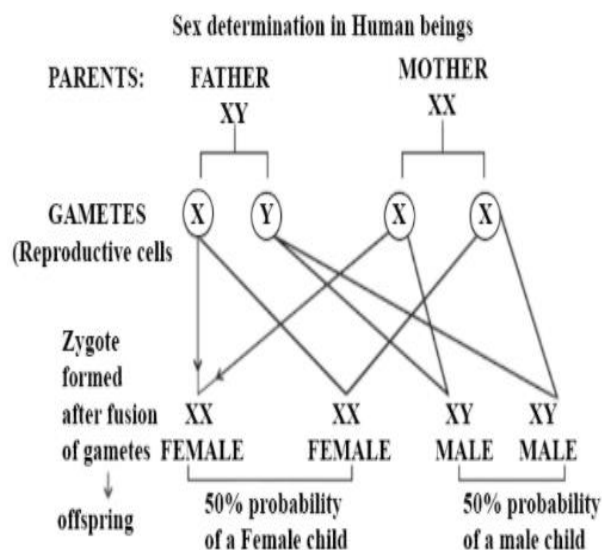 Sex determination in Human beings
PARENTS: FATHER MOTHER
XY XX
GAMETES X Y X X
(Reproductive cells
Zygote
formed
after fusion XX XX XY XY
of gametes FEMALE FEMALE MALE MALE
offspring
50% probability 50% probability
of a Female child of a male child